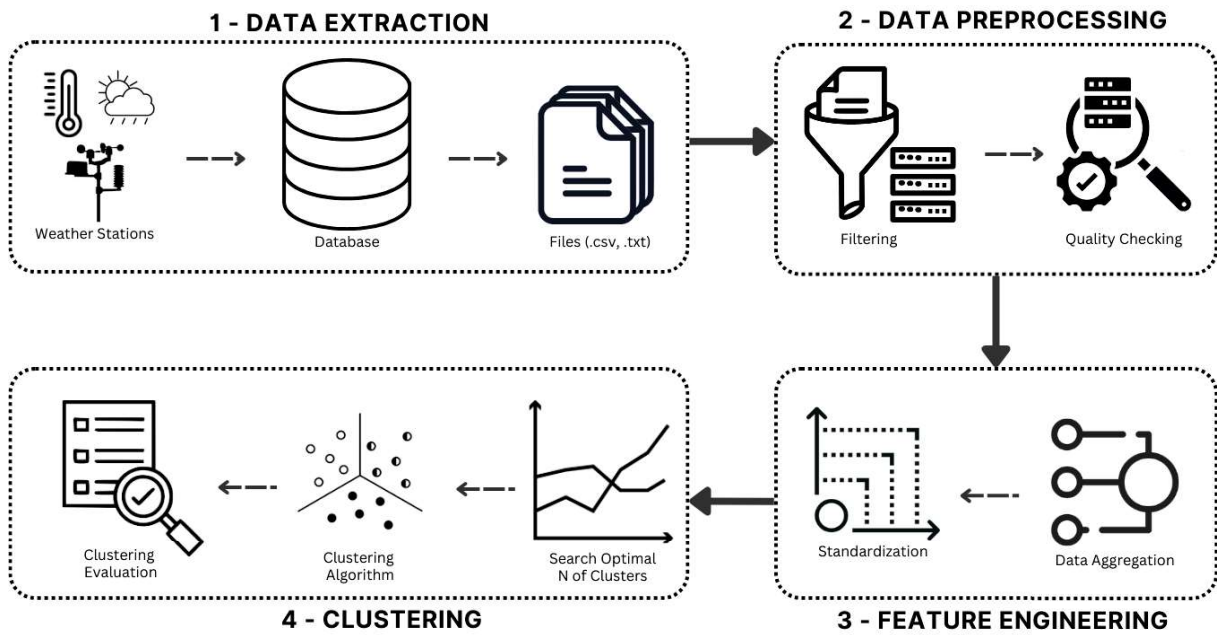 1 - DATA EXTRACTION
Weather Stations
Database
Files (.csv, .txt)
2 - DATA PREPROCESSING
Filtering
Quality Checking
Standardization
Data Aggregation
3 - FEATURE ENGINEERING
Clustering
Evaluation
Clustering
Algorithm
Search Optimal
N of Clusters
4 - CLUSTERING